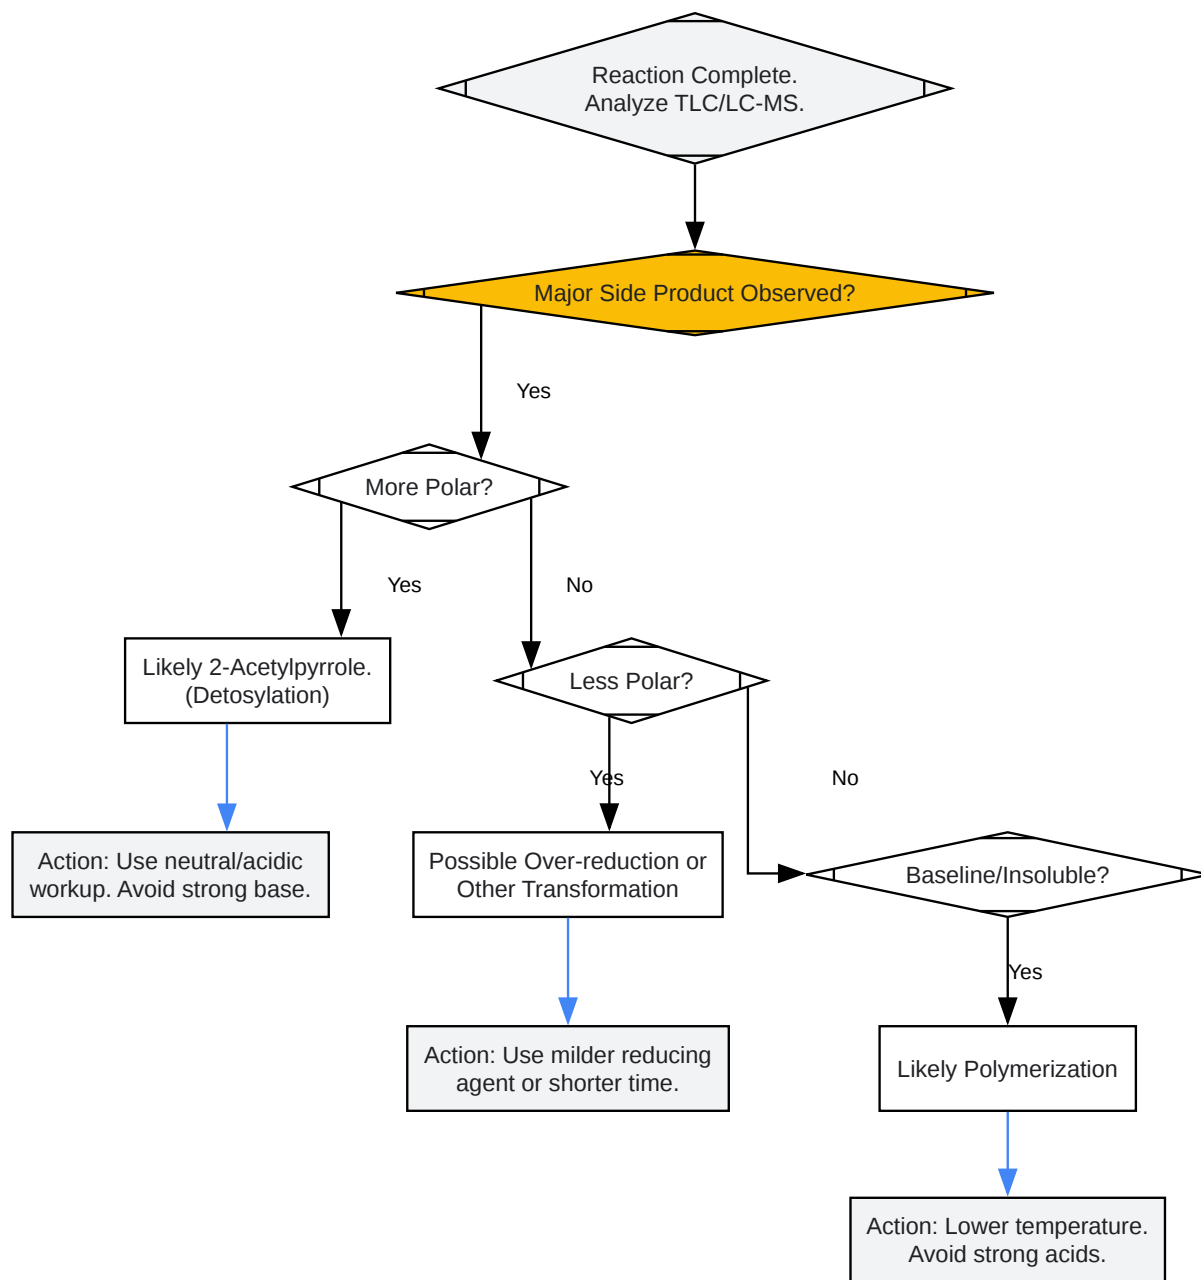 Reaction Complete.
Analyze TLC/LC-MS.
Major Side Product Observed?
Yes
More Polar?
Yes
No
Likely 2-Acetylpyrrole.
(Detosylation)
Less Polar?
Yes
No
Action: Use neutral/acidic
workup. Avoid strong base.
Possible Over-reduction or
Other Transformation
Baseline/Insoluble?
Yes
Action: Use milder reducing
agent or shorter time.
Likely Polymerization
Action: Lower temperature.
Avoid strong acids.